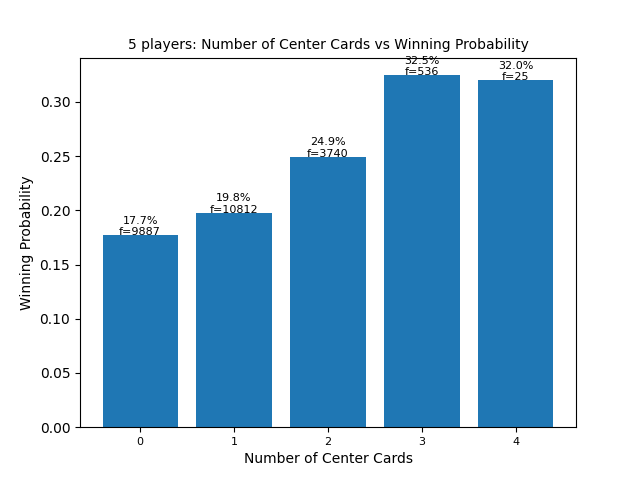 5 players: Number of Center Cards vs Winning Probability
32.5%
f=536
32.0%
f=25
24.9%
f=3740
19.8%
f=10812
17.7%
f=9887
Winning Probability
0.30
0.25
0.20
0.15
0.10
0.05
0.00
0 1 2 3 4
Number of Center Cards